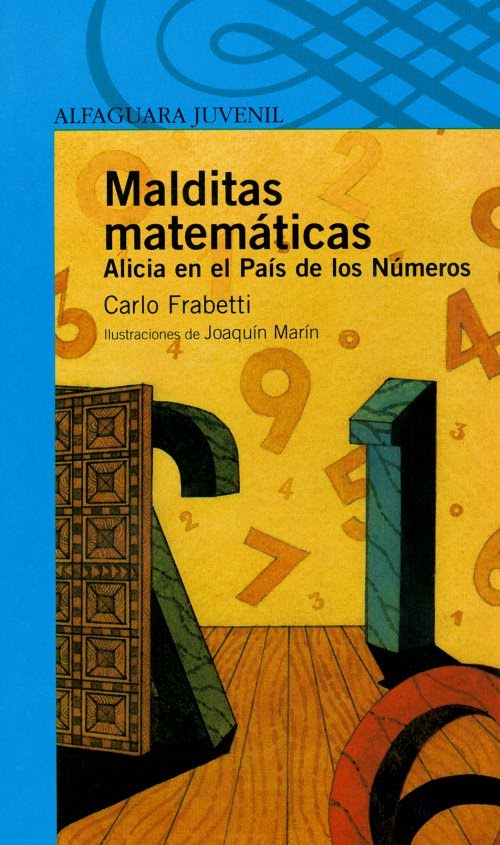 ALFAGUARA JUVENIL
Malditas
matemáticas
Alicia en el País de los Números
Carlo Frabetti
Ilustraciones de Joaquín Marín